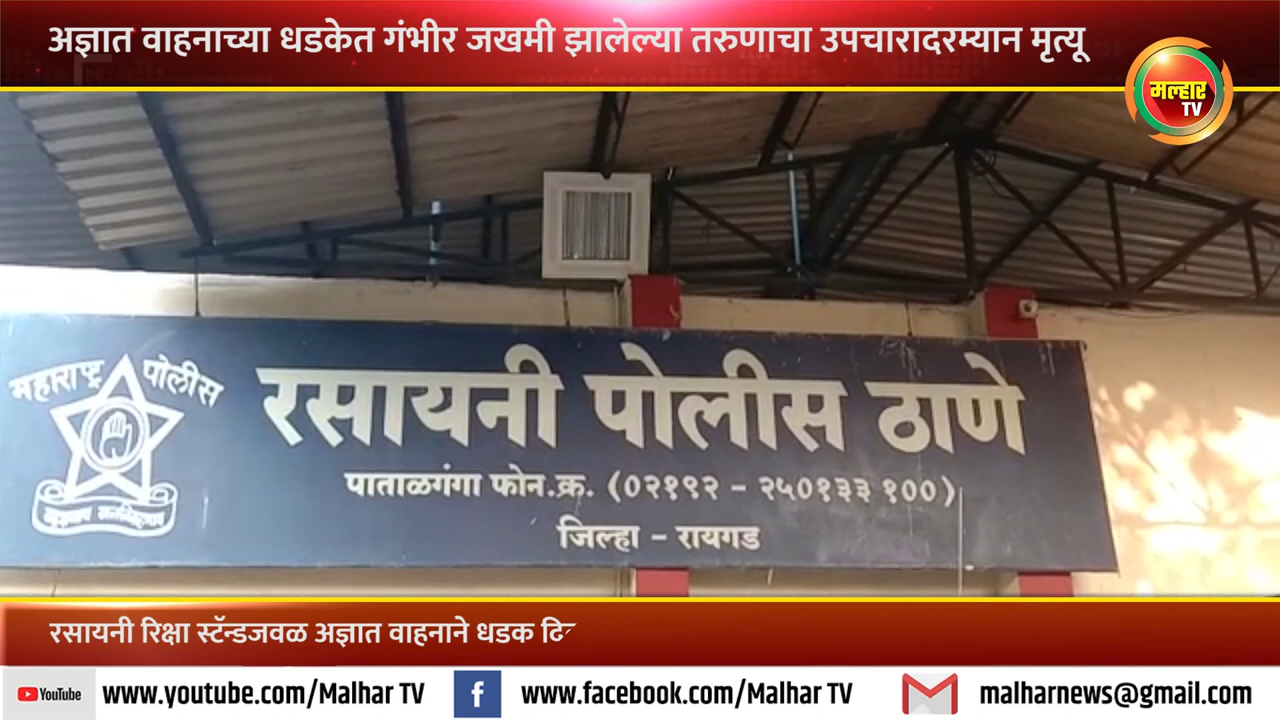 अज्ञात वाहनाच्या धडकेत गंभीर जखमी झालेल्या तरुणाचा उपचारादरम्यान मृत्यू
मल्हार
TV
महाराष्ट्र पोलीस
रसायनी पोलीस ठाणे
पाताळगंगा फोन.क्र. (०२१९२ - २५०१३३ १००)
जिल्हा - रायगड
रसायनी रिक्षा स्टॅन्डजवळ अज्ञात वाहनाने धडक
YouTube www.youtube.com/Malhar TV f www.facebook.com/Malhar TV malharnews@gmail.com